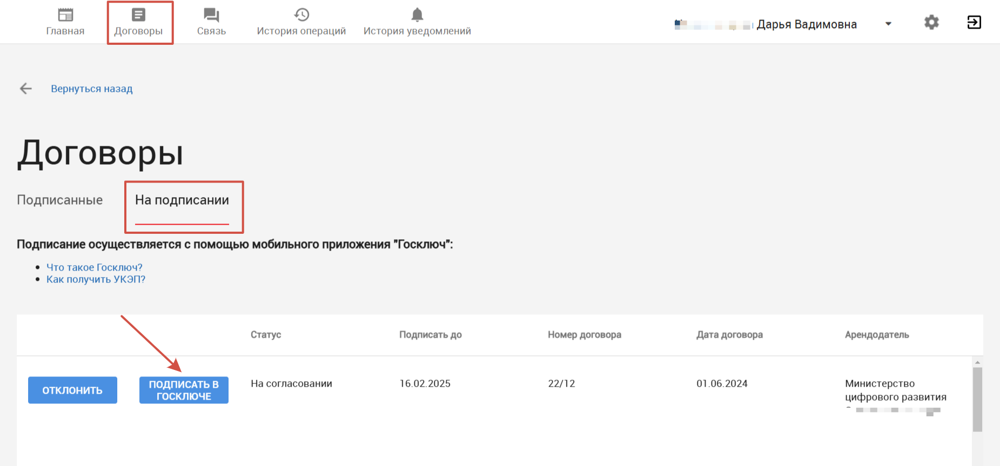 Главная
Договоры
Связь
История операций
История уведомлений
Дарья Вадимовна
Вернуться назад
Договоры
Подписанные
На подписании
Подписание осуществляется с помощью мобильного приложения "Госключ":
Что такое Госключ?
Как получить УКЭП?
Статус
Подписать до
Номер договора
Дата договора
Арендодатель
ОТКЛОНИТЬ
ПОДПИСАТЬ В
ГОСКЛЮЧЕ
На согласовании
16.02.2025
22/12
01.06.2024
Министерство
цифрового развития